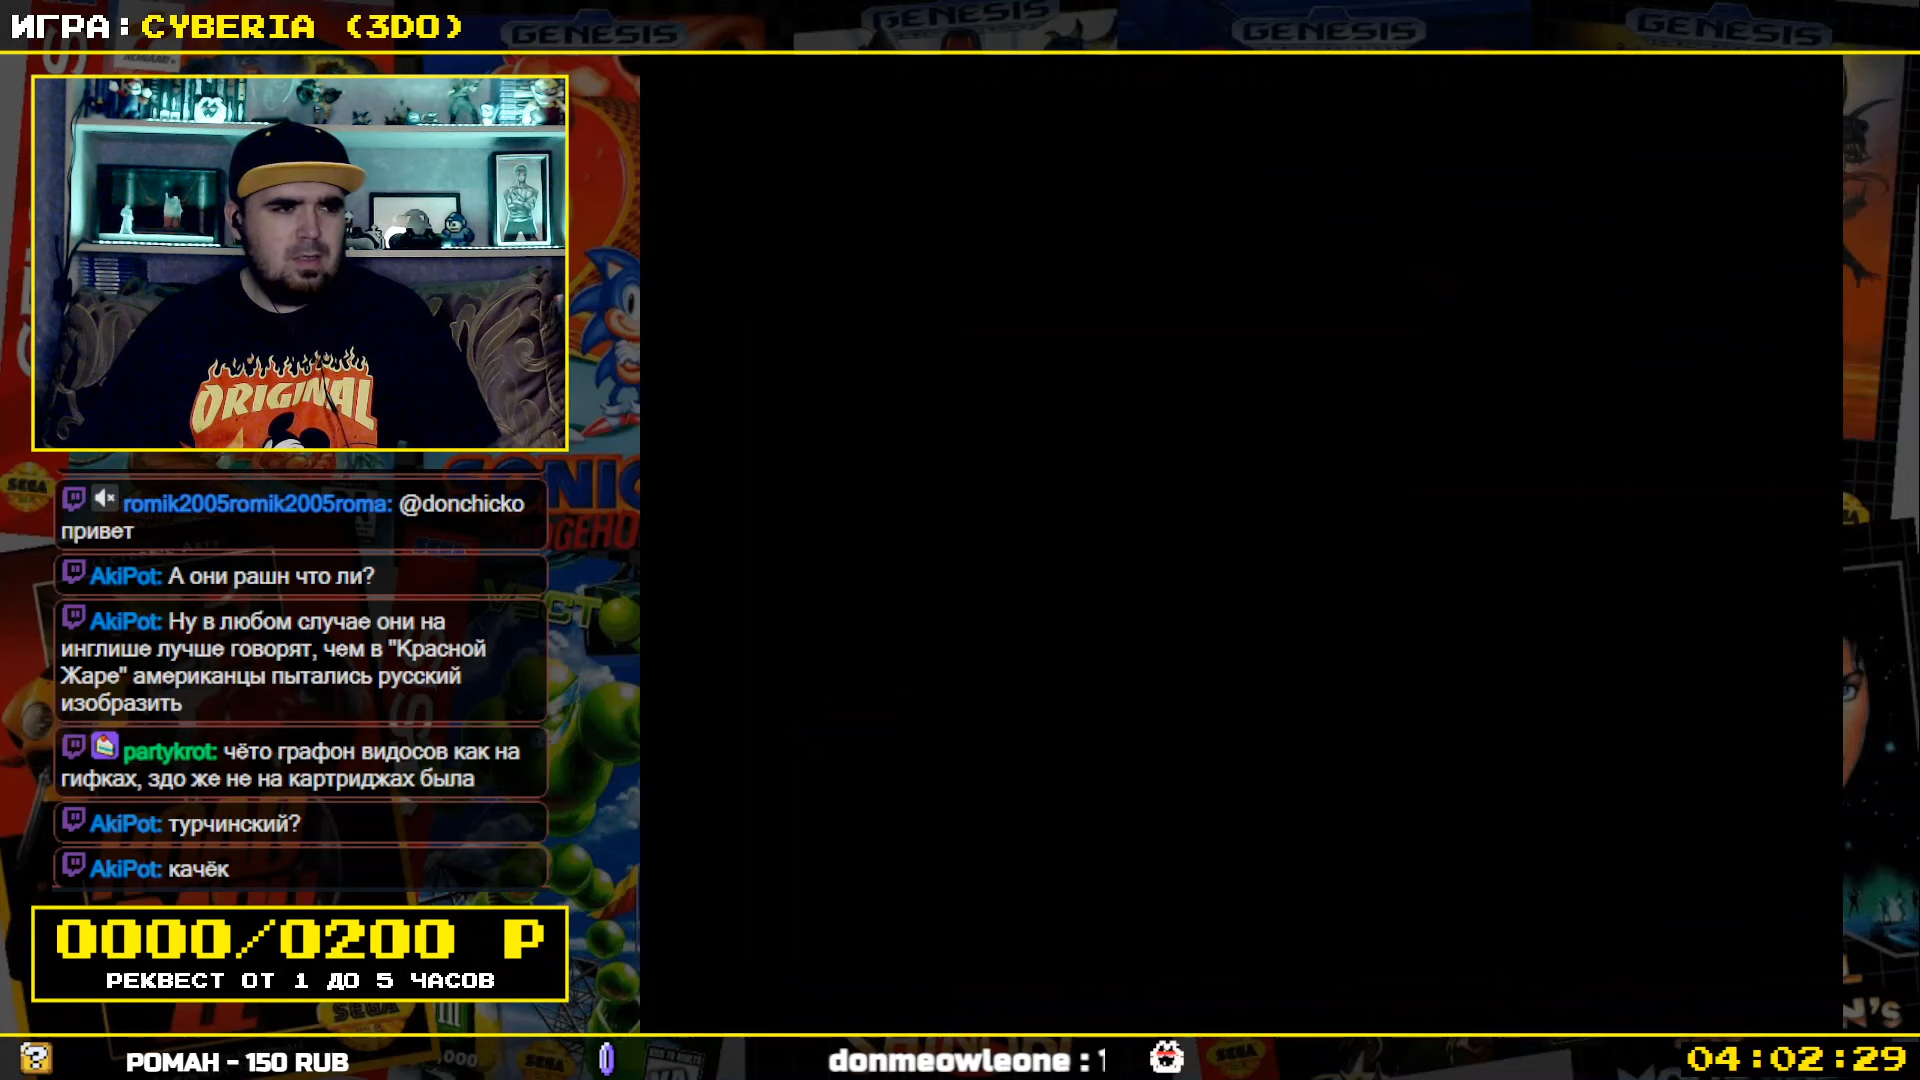 ИГРА: CYBERIA (3DO)
GENESIS
GENESIS
GENESIS
GENESIS
ORIGINAL
romik2005romik2005roma: @donchicko
привет
AkiPot: А они рашн что ли?
AkiPot: Ну в любом случае они на
инглише лучше говорят, чем в "Красной
Жаре" американцы пытались русский
изобразить
partykrot: чёто графон видосов как на
гифках, здо же не на картриджах была
AkiPot: турчинский?
AkiPot: качёк
0000/0200 Р
РЕКВЕСТ ОТ 1 ДО 5 ЧАСОВ
РОМАН - 150 RUB
donmeowleone : 1
04:02:29